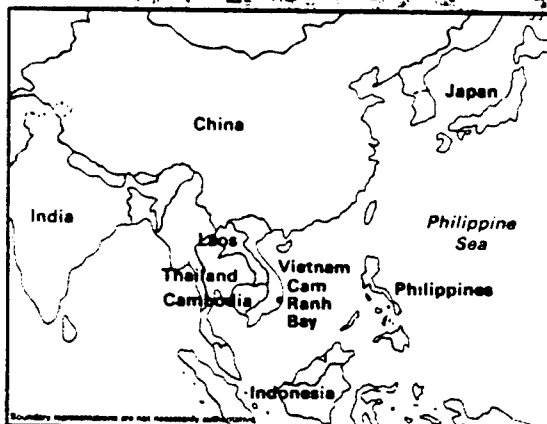 Japan
China
India
Philippine
Sea
Laos
Thailand
Cambodia
Vietnam
Cam
Ranh
Bay
Philippines
Indonesia
Boundary representations are not necessarily authoritative.